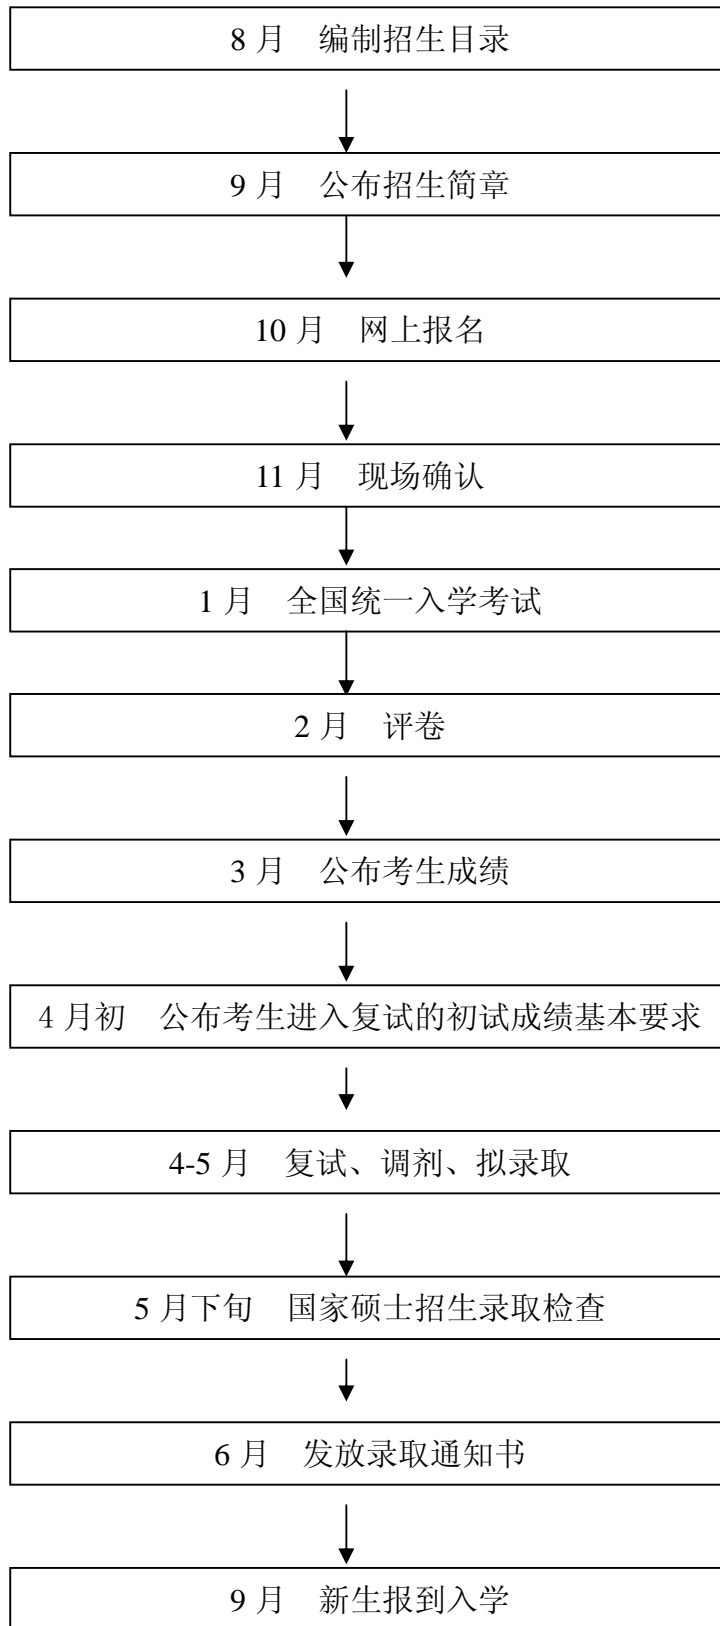 8 月　编制招生目录
9 月　公布招生简章
10 月　网上报名
11 月　现场确认
1 月　全国统一入学考试
2 月　评卷
3 月　公布考生成绩
4 月初　公布考生进入复试的初试成绩基本要求
4-5 月　复试、调剂、拟录取
5 月下旬　国家硕士招生录取检查
6 月　发放录取通知书
9 月　新生报到入学